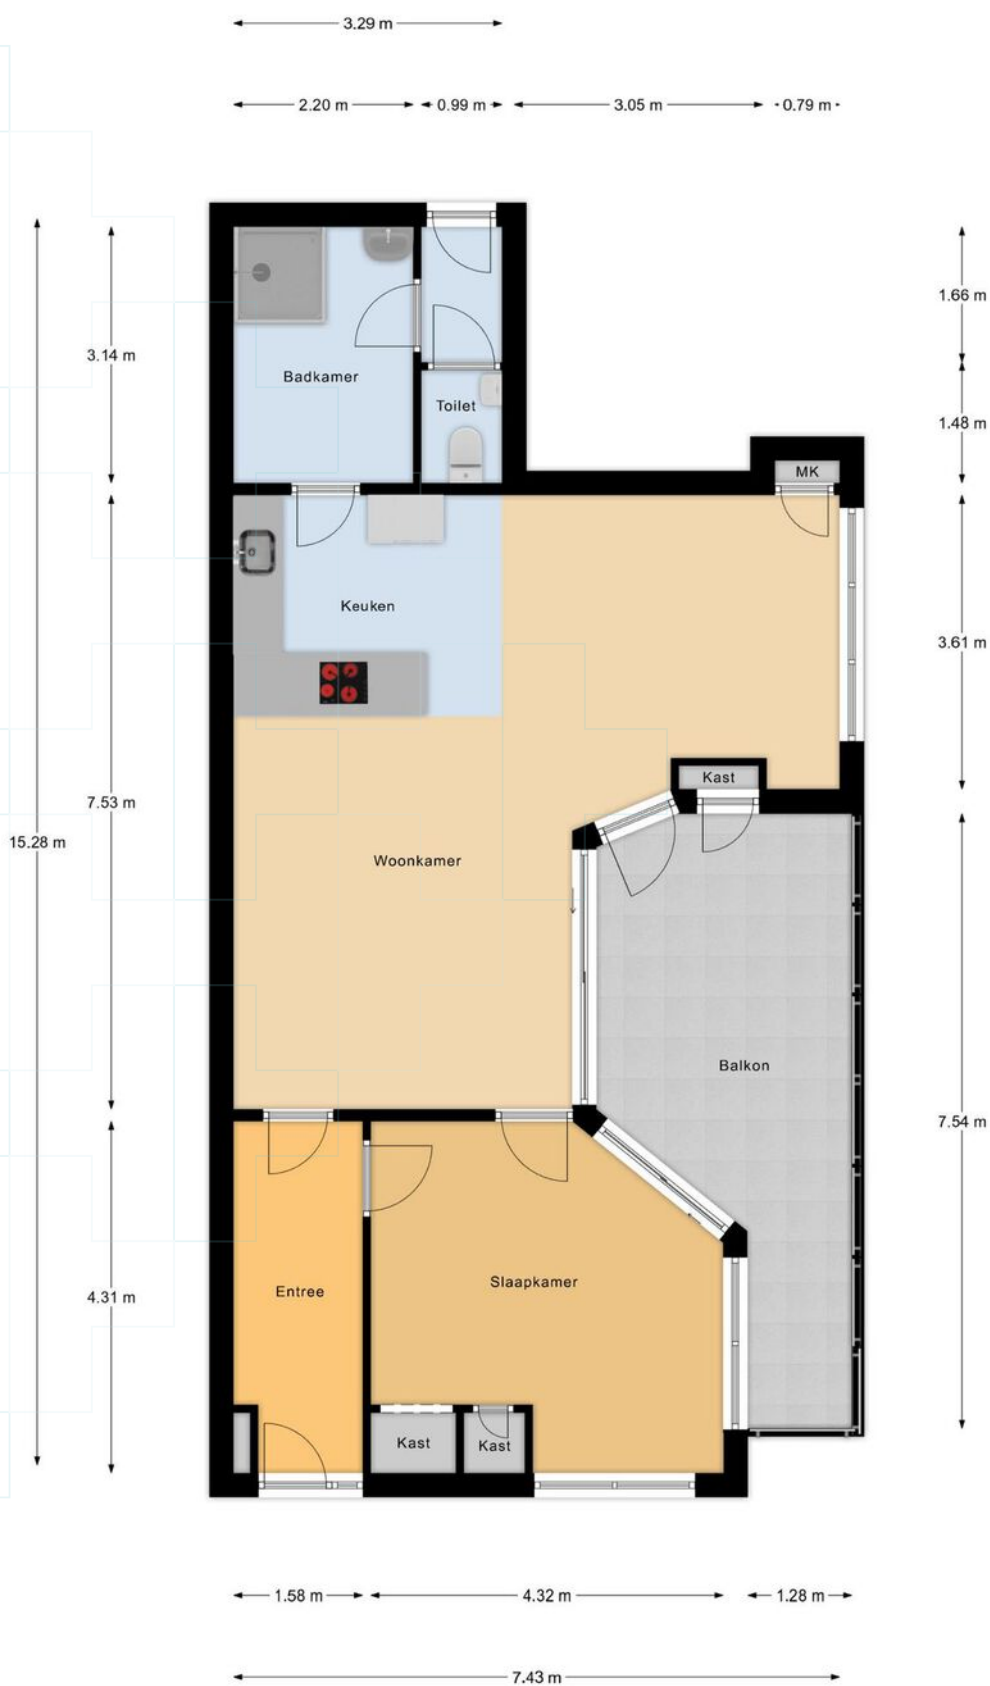 3.29 m
2.20 m
0.99 m
3.05 m
0.79 m
1.66 m
3.14 m
Badkamer
Toilet
1.48 m
MK
Keuken
3.61 m
Kast
7.53 m
15.28 m
Woonkamer
Balkon
7.54 m
Slaapkamer
Entree
4.31 m
Kast
Kast
1.58 m
4.32 m
1.28 m
7.43 m